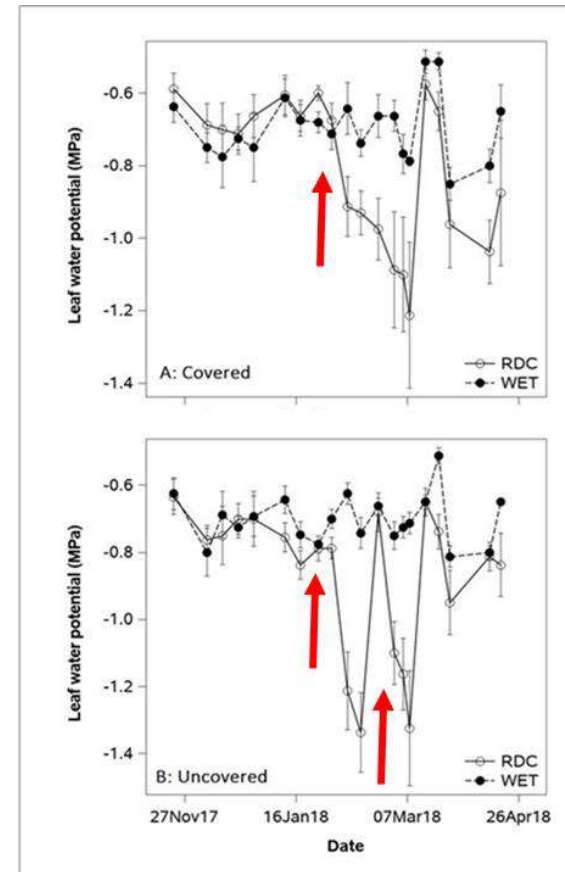 Leaf water potential (MPa)
-0.6
-0.8
-1.0
-1.2
-1.4
A: Covered
RDC
WET
Leaf water potential (MPa)
-0.6
-0.8
-1.0
-1.2
-1.4
B: Uncovered
RDC
WET
27Nov17 16Jan18 07Mar18 26Apr18
Date